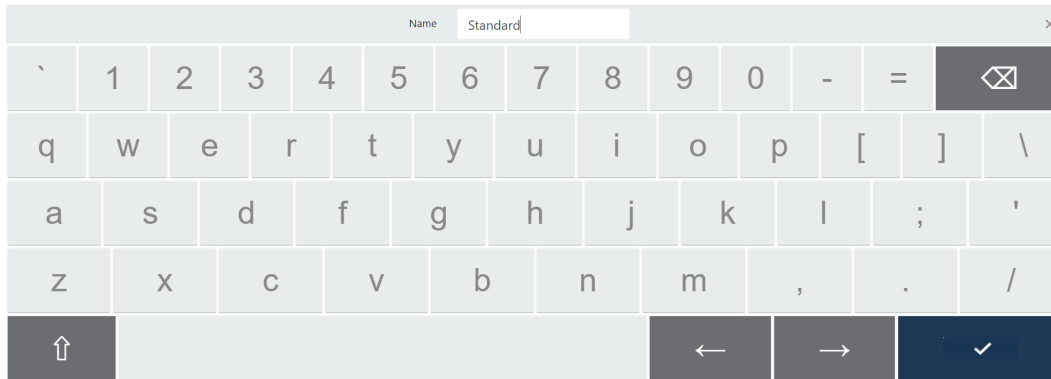 Name Standard
` 1 2 3 4 5 6 7 8 9 0 - = ⌫
q w e r t y u i o p [ ] \
a s d f g h j k l ; '
z x c v b n m , . /
⇧ ← → ✓